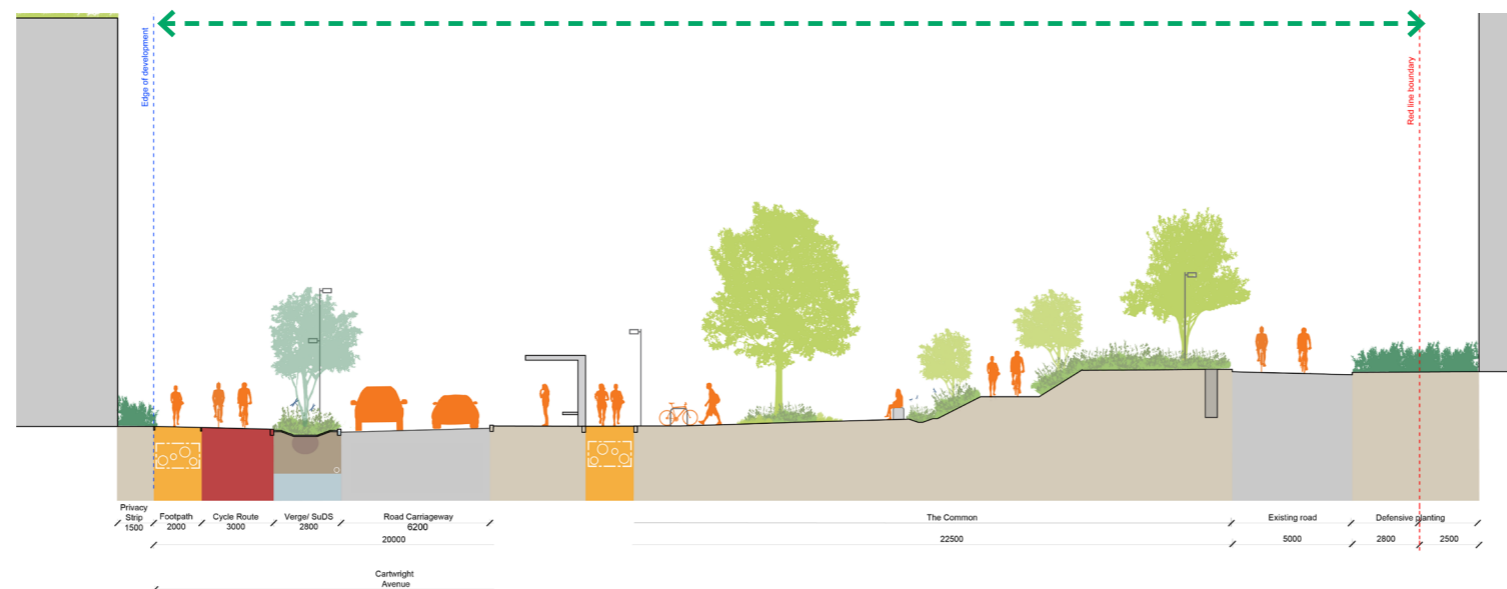 Edge of development
Red line boundary
Privacy
Strip
1500
Footpath
2000
Cycle Route
3000
Verge/ SuDS
2800
Road Carriageway
6200
The Common
Existing road
Defensive planting
20000
22500
5000
2800
2500
Cartwright
Avenue